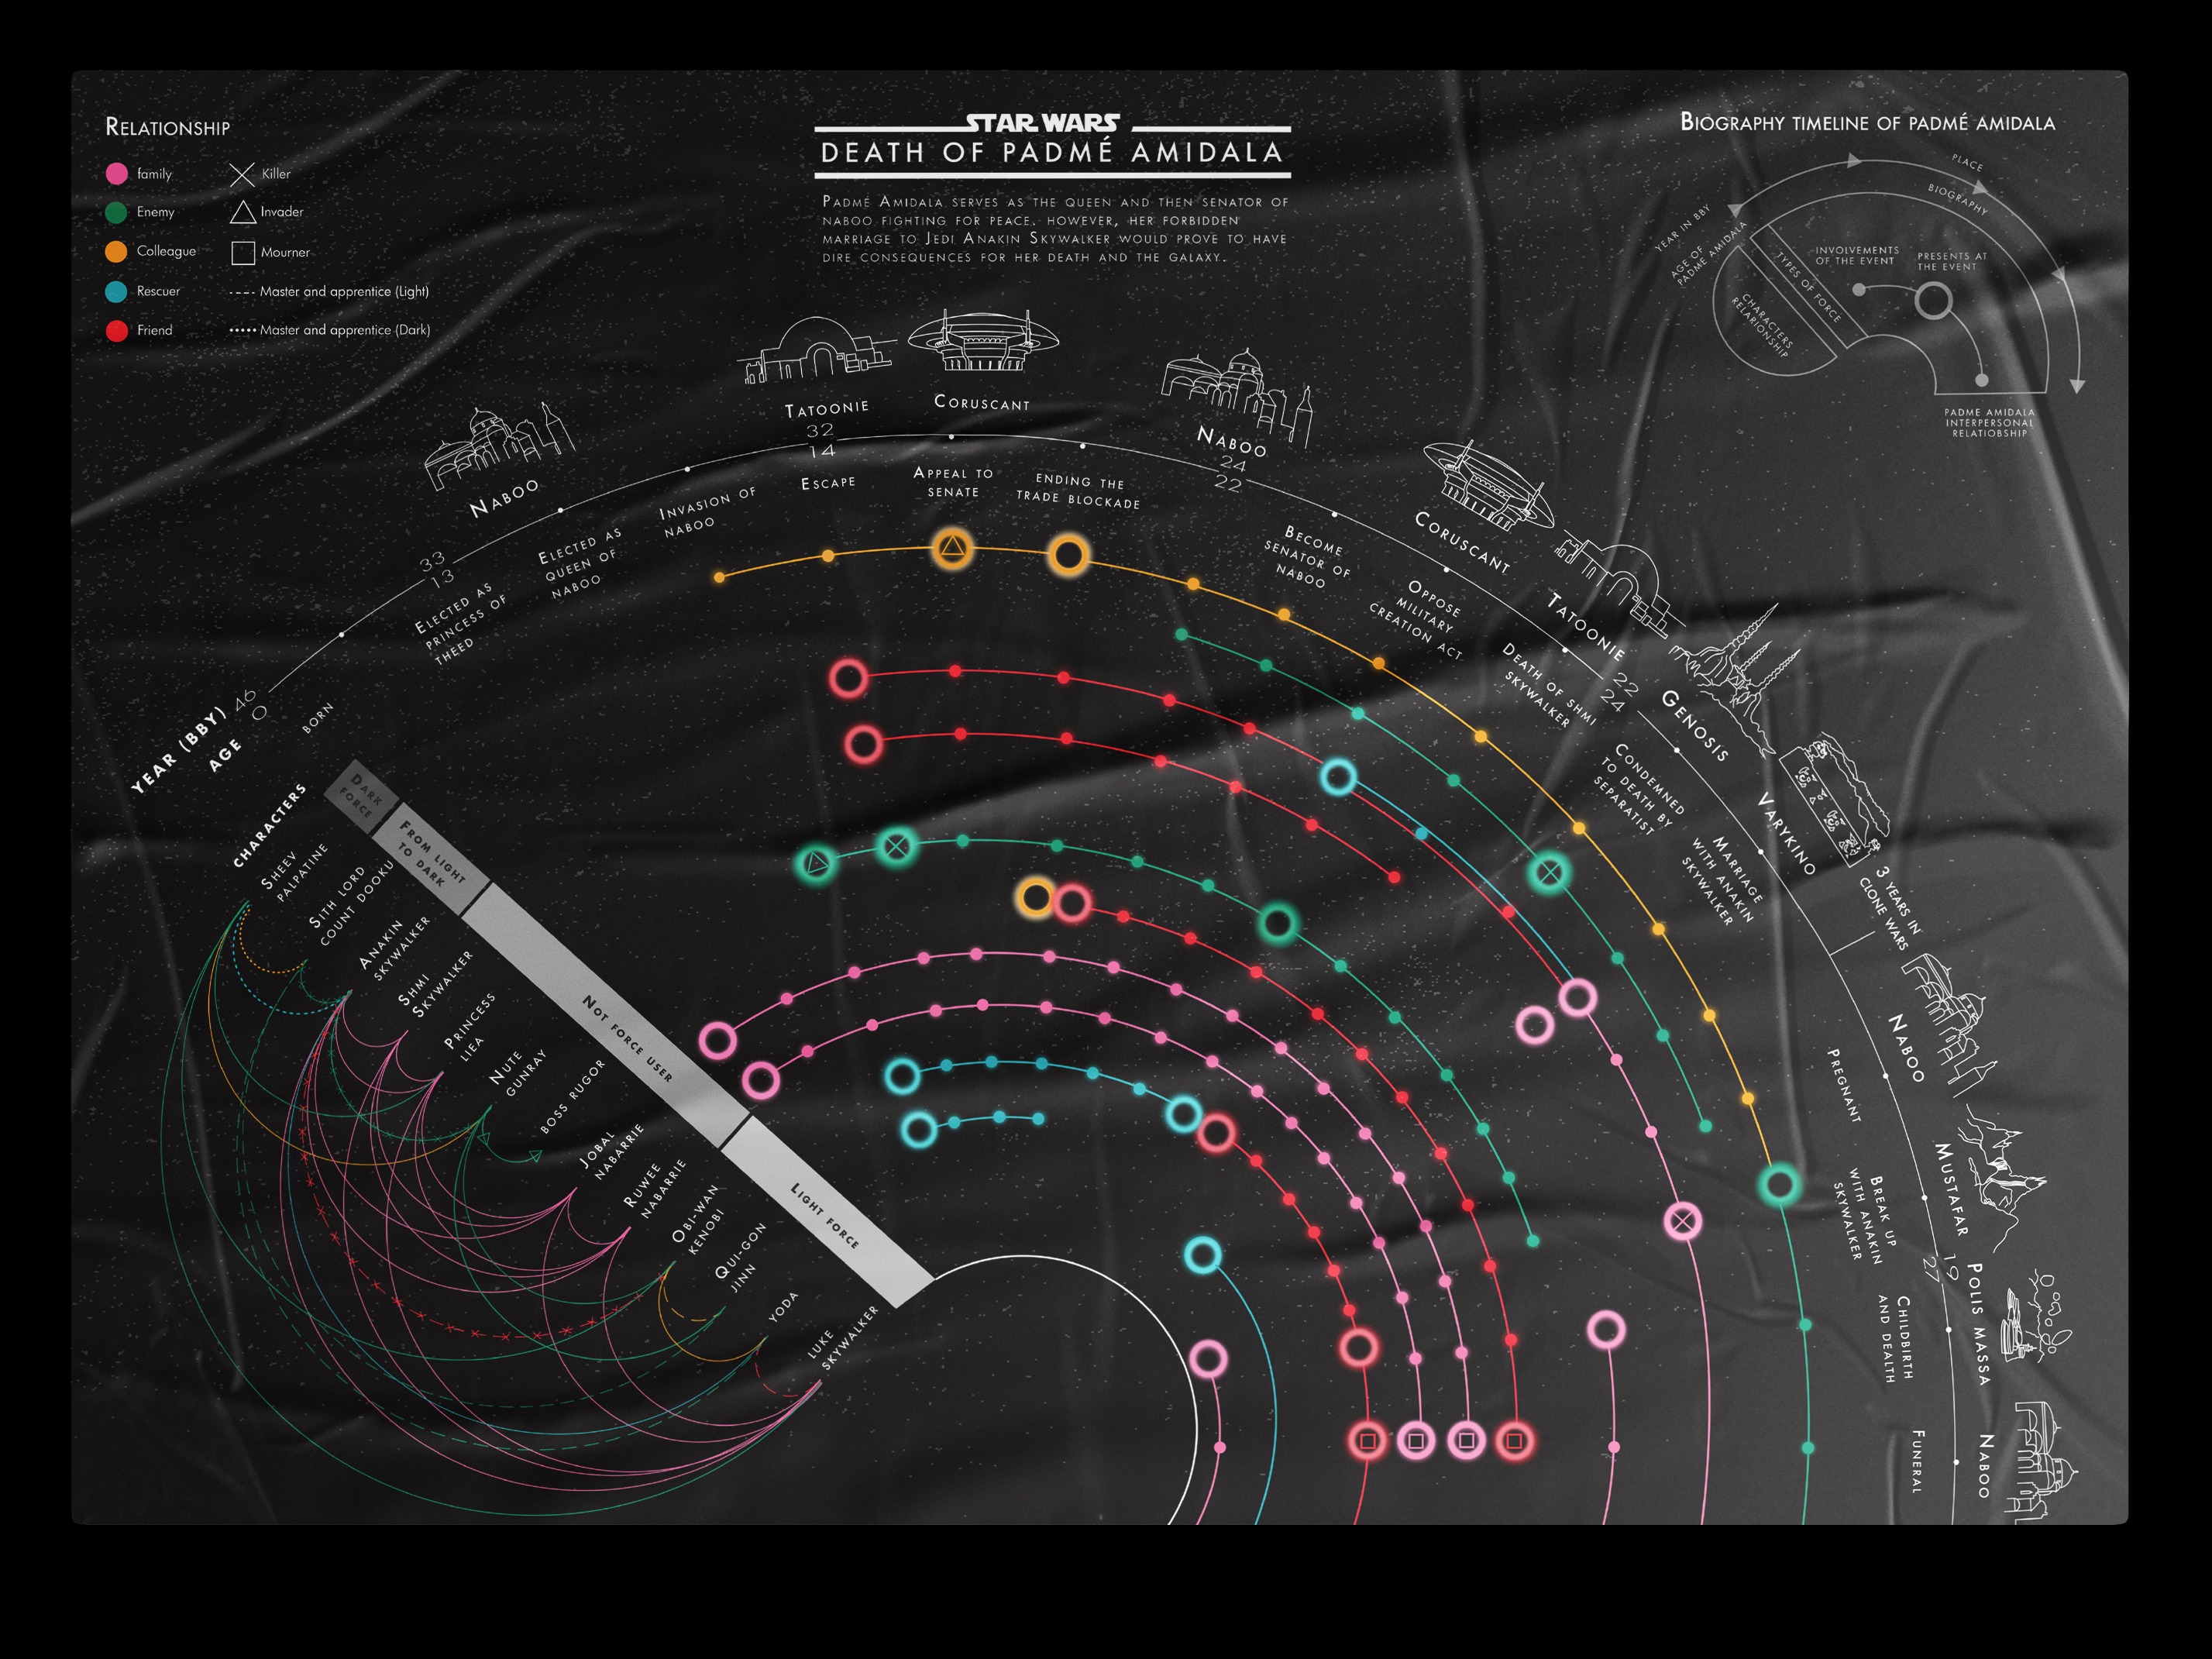 RELATIONSHIP
family
Enemy
Colleague
Rescuer
Friend
Killer
Invader
Mourner
Master and apprentice (Light)
Master and apprentice (Dark)
STAR WARS
DEATH OF PADMÉ AMIDALA
PADMÉ AMIDALA SERVES AS THE QUEEN AND THEN SENATOR OF
NABOO FIGHTING FOR PEACE. HOWEVER, HER FORBIDDEN
MARRIAGE TO JEDI ANAKIN SKYWALKER WOULD PROVE TO HAVE
DIRE CONSEQUENCES FOR HER DEATH AND THE GALAXY.
BIOGRAPHY TIMELINE OF PADMÉ AMIDALA
PLACE
BIOGRAPHY
YEAR IN BBY
AGE OF
PADME AMIDALA
TYPES OF FORCE
INVOLVEMENTS
OF THE EVENT
PRESENTS AT
THE EVENT
CHARACTERS
RELARIONSHIP
PADME AMIDALA
INTERPERSONAL
RELATIOBSHIP
NABOO
TATOONIE
CORUSCANT
NABOO
CORUSCANT
TATOONIE
GENOSIS
VARYKINO
3 YEARS IN
CLONE WARS
NABOO
MUSTAFAR
POLIS MASSA
NABOO
YEAR (BBY)
46
33
32
24
22
19
AGE
0
13
14
22
24
27
BORN
ELECTED AS
PRINCESS OF
THEED
ELECTED AS
QUEEN OF
NABOO
INVASION OF
NABOO
ESCAPE
APPEAL TO
SENATE
ENDING THE
TRADE BLOCKADE
BECOME
SENATOR OF
NABOO
OPPOSE
MILITARY
CREATION ACT
DEATH OF SHMI
SKYWALKER
CONDEMNED
TO DEATH BY
SEPARATIST
MARRIAGE
WITH ANAKIN
SKYWALKER
PREGNANT
BREAK UP
WITH ANAKIN
SKYWALKER
CHILDBIRTH
AND DEALTH
FUNERAL
CHARACTERS
SHEEV
PALPATINE
SITH LORD
COUNT DOOKU
ANAKIN
SKYWALKER
SHMI
SKYWALKER
PRINCESS
LIEA
NUTE
GUNRAY
BOSS RUGOR
JOBAL
NABARRIE
RUWEE
NABARRIE
OBI-WAN
KENOBI
QUI-GON
JINN
YODA
LUKE
SKYWALKER
DARK
FORCE
FROM LIGHT
TO DARK
NOT FORCE USER
LIGHT FORCE